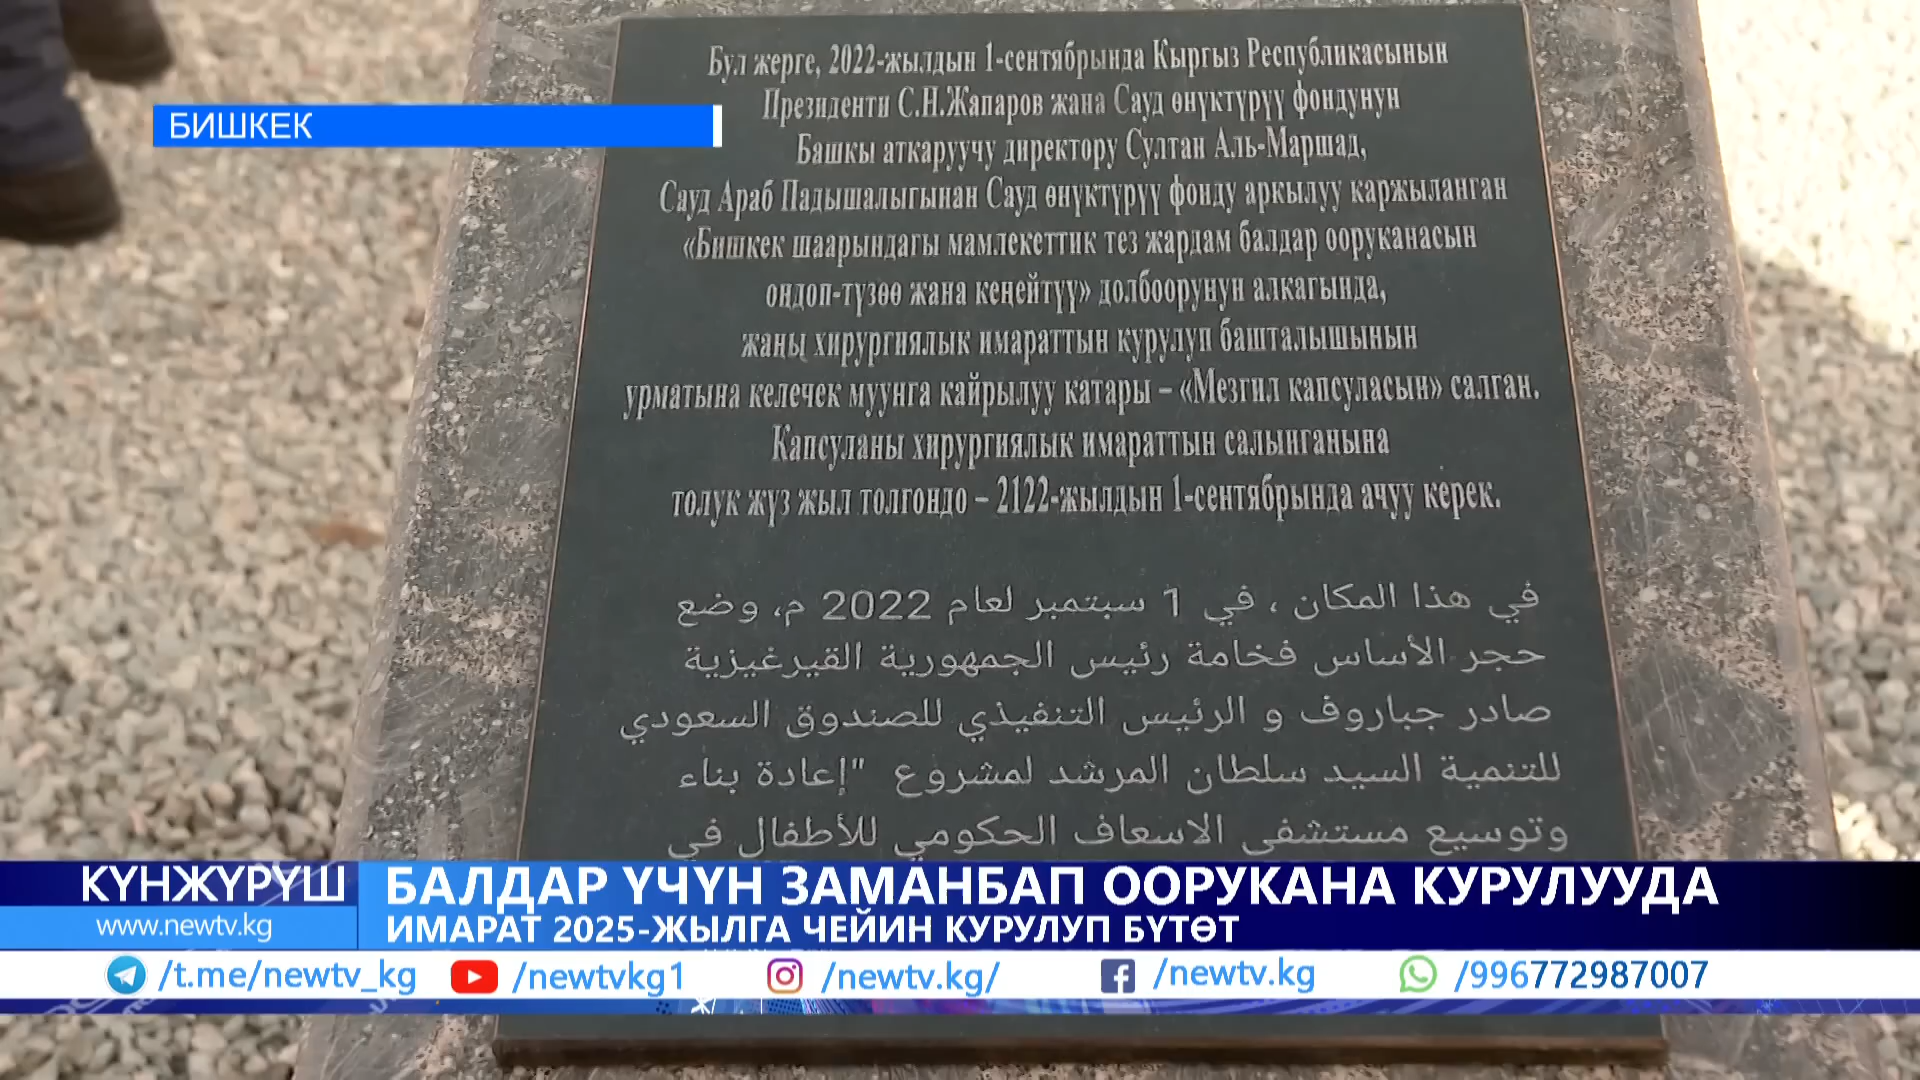 Бул жерге, 2022-жылдын 1-сентябрында Кыргыз Республикасынын
Президенти С.Н.Жапаров жана Сауд өнүктүрүү фондунун
Башкы аткаруучу директору Султан Аль-Маршад,
Сауд Араб Падышалыгынан Сауд өнүктүрүү фонду аркылуу каржыланган
«Бишкек шаарындагы мамлекеттик тез жардам балдар ооруканасын
оңдоп-түзөө жана кеңейтүү» долбоорунун алкагында,
жаңы хирургиялык имараттын курулуп башталышынын
урматына келечек муунга кайрылуу катары – «Мезгил капсуласын» салган.
Капсуланы хирургиялык имараттын салынганына
толук жүз жыл толгондо – 2122-жылдын 1-сентябрында ачуу керек.
في هذا المكان ، في 1 سبتمبر لعام 2022 م، وضع
حجر الأساس فخامة رئيس الجمهورية القيرغيزية
صادر جباروف و الرئيس التنفيذي للصندوق السعودي
للتنمية السيد سلطان المرشد لمشروع "إعادة بناء
وتوسيع مستشفى الاسعاف الحكومي للأطفال في
БИШКЕК
КҮНЖҮРҮШ
www.newtv.kg
БАЛДАР ҮЧҮН ЗАМАНБАП ООРУКАНА КУРУЛУУДА
ИМАРАТ 2025-ЖЫЛГА ЧЕЙИН КУРУЛУП БҮТӨТ
/t.me/newtv_kg
/newtvkg1
/newtv.kg/
/newtv.kg
/996772987007